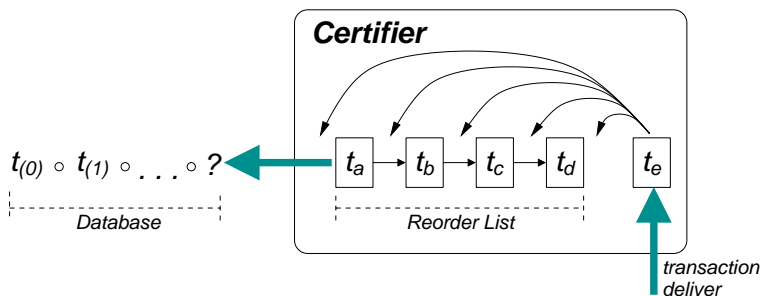 Certifier
t(0) ∘ t(1) ∘ . . . ∘ ?
ta tb tc td te
Database
Reorder List
transaction
deliver